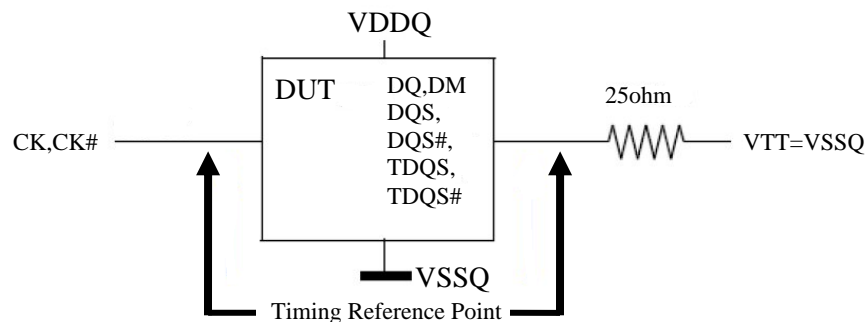 VDDQ
DUT
DQ,DM
DQS,
DQS#,
TDQS,
TDQS#
25ohm
CK,CK#
VTT=VSSQ
VSSQ
Timing Reference Point